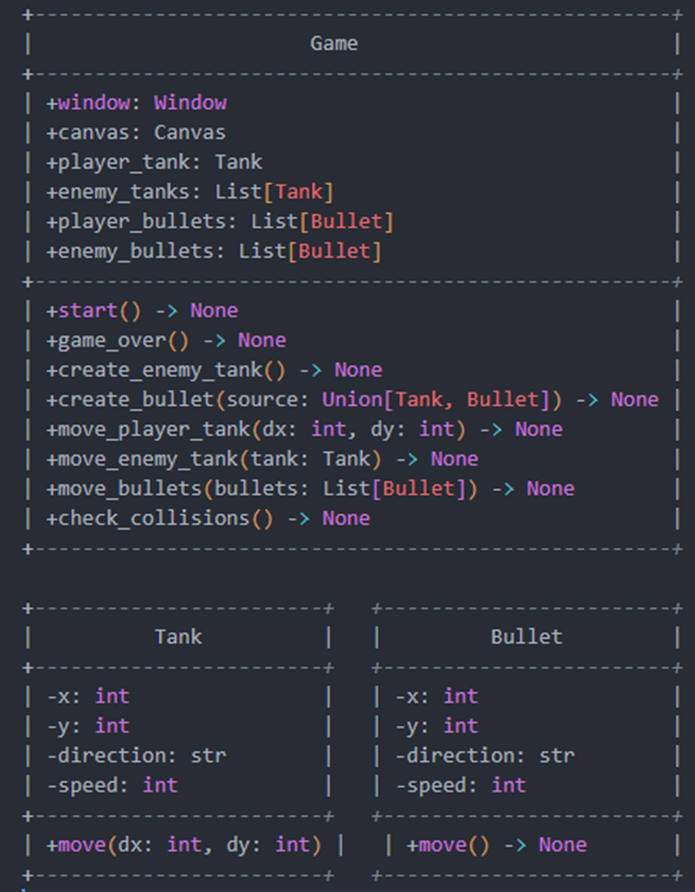 +------------------------------------------------------+
| Game |
+------------------------------------------------------+
| +window: Window |
| +canvas: Canvas |
| +player_tank: Tank |
| +enemy_tanks: List[Tank] |
| +player_bullets: List[Bullet] |
| +enemy_bullets: List[Bullet] |
+------------------------------------------------------+
| +start() -> None |
| +game_over() -> None |
| +create_enemy_tank() -> None |
| +create_bullet(source: Union[Tank, Bullet]) -> None |
| +move_player_tank(dx: int, dy: int) -> None |
| +move_enemy_tank(tank: Tank) -> None |
| +move_bullets(bullets: List[Bullet]) -> None |
| +check_collisions() -> None |
+------------------------------------------------------+
+------------------------+ +------------------------+
| Tank | | Bullet |
+------------------------+ +------------------------+
| -x: int | | -x: int |
| -y: int | | -y: int |
| -direction: str | | -direction: str |
| -speed: int | | -speed: int |
+------------------------+ +------------------------+
| +move(dx: int, dy: int) | | +move() -> None |
+------------------------+ +------------------------+